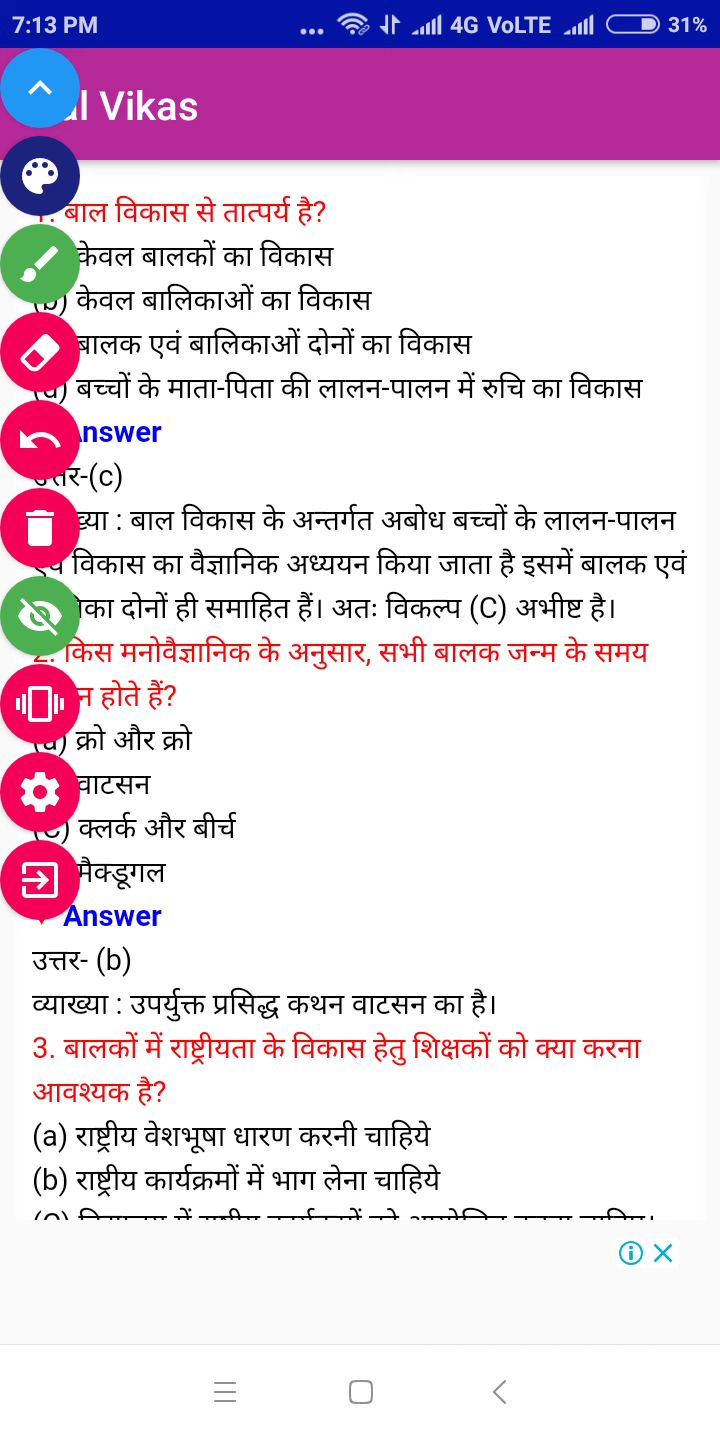 7:13 PM
... 4G VoLTE 31%
Vikas
बाल विकास से तात्पर्य है?
केवल बालकों का विकास
केवल बालिकाओं का विकास
बालक एवं बालिकाओं दोनों का विकास
बच्चों के माता-पिता की लालन-पालन में रुचि का विकास
Answer
उत्तर-(c)
: बाल विकास के अन्तर्गत अबोध बच्चों के लालन-पालन
विकास का वैज्ञानिक अध्ययन किया जाता है इसमें बालक एवं
दोनों ही समाहित हैं। अतः विकल्प (C) अभीष्ट है।
2. किस मनोवैज्ञानिक के अनुसार, सभी बालक जन्म के समय
होते हैं?
क्रो और क्रो
वाटसन
क्लर्क और बीर्च
मैक्डूगल
Answer
उत्तर- (b)
व्याख्या : उपर्युक्त प्रसिद्ध कथन वाटसन का है।
3. बालकों में राष्ट्रीयता के विकास हेतु शिक्षकों को क्या करना
आवश्यक है?
(a) राष्ट्रीय वेशभूषा धारण करनी चाहिये
(b) राष्ट्रीय कार्यक्रमों में भाग लेना चाहिये